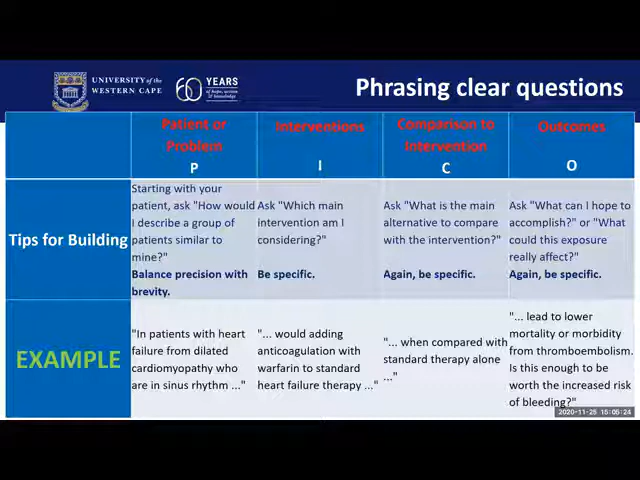 UNIVERSITY of the
WESTERN CAPE
60 YEARS
of hope, action
& knowledge
Phrasing clear questions
Patient or
Problem
P
Interventions
I
Comparison to
Intervention
C
Outcomes
O
Tips for Building
Starting with your
patient, ask "How would
I describe a group of
patients similar to
mine?"
Balance precision with
brevity.
Ask "Which main
intervention am I
considering?"
Be specific.
Ask "What is the main
alternative to compare
with the intervention?"
Again, be specific.
Ask "What can I hope to
accomplish?" or "What
could this exposure
really affect?"
Again, be specific.
EXAMPLE
"In patients with heart
failure from dilated
cardiomyopathy who
are in sinus rhythm ..."
"... would adding
anticoagulation with
warfarin to standard
heart failure therapy ..."
"... when compared with
standard therapy alone
..."
"... lead to lower
mortality or morbidity
from thromboembolism.
Is this enough to be
worth the increased risk
of bleeding?"
2020-11-25 15:05:24